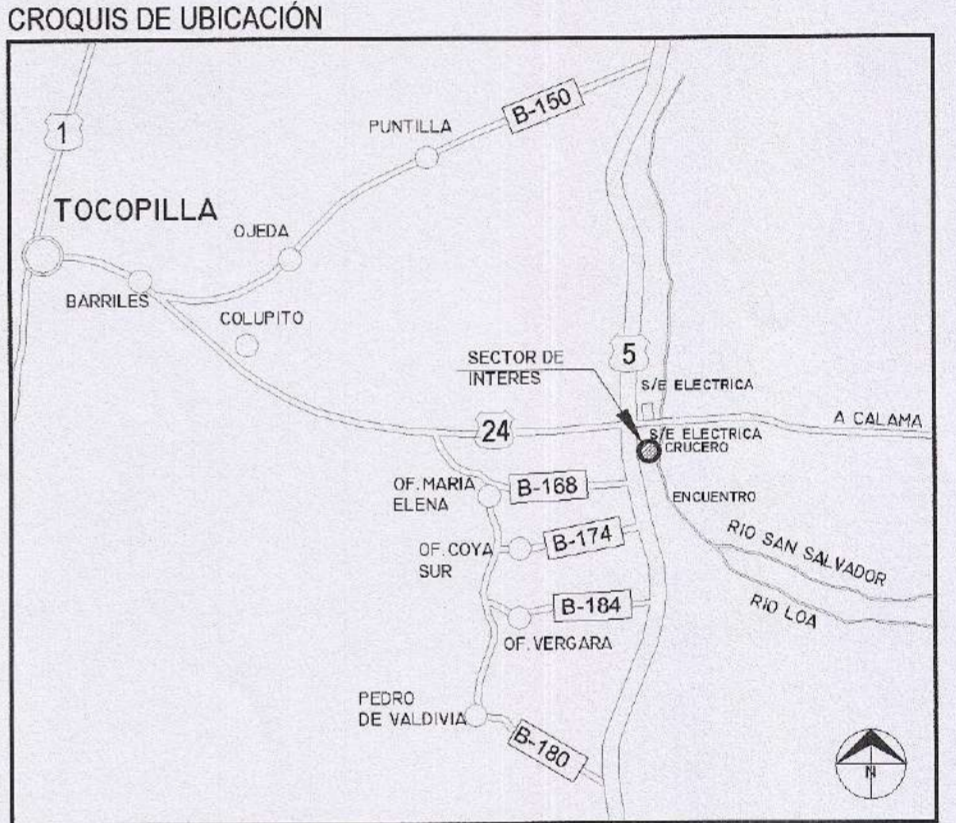 CROQUIS DE UBICACIÓN
1
B-150
PUNTILLA
TOCOPILLA
OJEDA
BARRILES
COLUPITO
SECTOR DE
INTERES
5
S/E ELECTRICA
24
A CALAMA
S/E ELECTRICA
CRUCERO
OF. MARIA
ELENA
B-168
ENCUENTRO
OF. COYA
SUR
B-174
RIO SAN SALVADOR
RIO LOA
B-184
OF. VERGARA
PEDRO
DE VALDIVIA
B-180
N